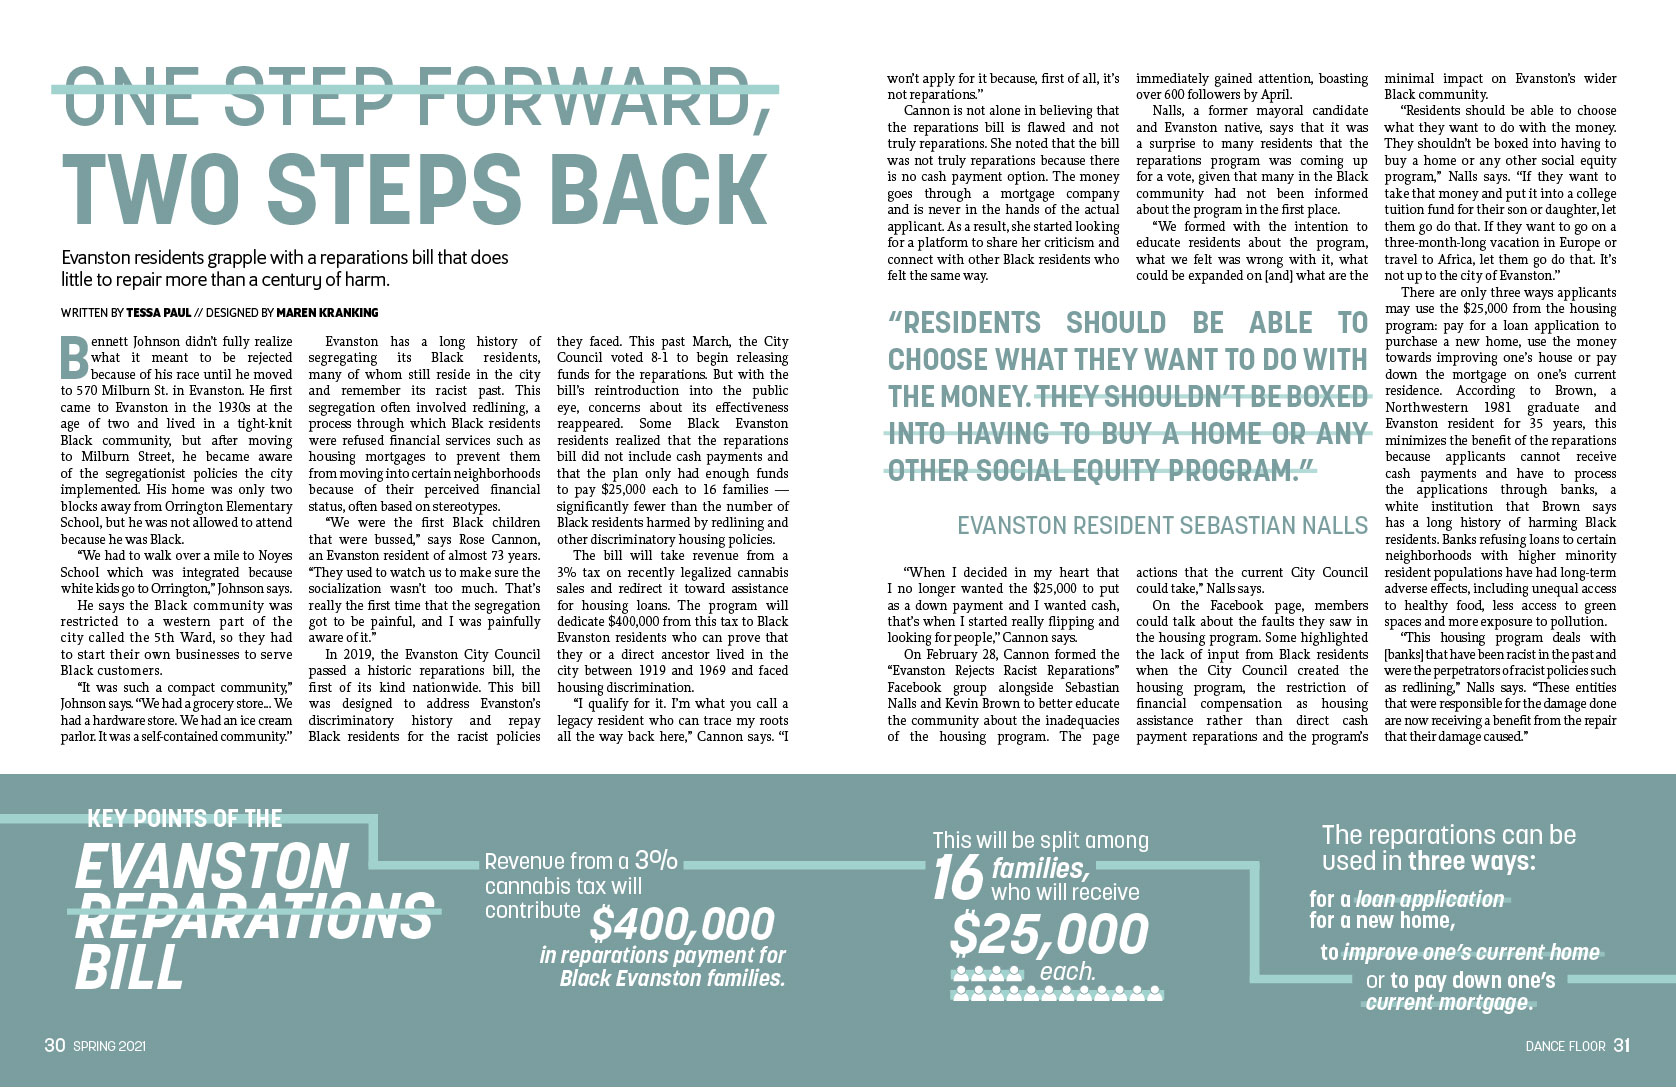 ONE STEP FORWARD,
TWO STEPS BACK
Evanston residents grapple with a reparations bill that does
little to repair more than a century of harm.
WRITTEN BY TESSA PAUL // DESIGNED BY MAREN KRANKING
Bennett Johnson didn’t fully realize
what it meant to be rejected
because of his race until he moved
to 570 Milburn St. in Evanston. He first
came to Evanston in the 1930s at the
age of two and lived in a tight-knit
Black community, but after moving
to Milburn Street, he became aware
of the segregationist policies the city
implemented. His home was only two
blocks away from Orrington Elementary
School, but he was not allowed to attend
because he was Black.
“We had to walk over a mile to Noyes
School which was integrated because
white kids go to Orrington,” Johnson says.
He says the Black community was
restricted to a western part of the
city called the 5th Ward, so they had
to start their own businesses to serve
Black customers.
“It was such a compact community,”
Johnson says. “We had a grocery store... We
had a hardware store. We had an ice cream
parlor. It was a self-contained community.”
Evanston has a long history of
segregating its Black residents,
many of whom still reside in the city
and remember its racist past. This
segregation often involved redlining, a
process through which Black residents
were refused financial services such as
housing mortgages to prevent them
from moving into certain neighborhoods
because of their perceived financial
status, often based on stereotypes.
“We were the first Black children
that were bussed,” says Rose Cannon,
an Evanston resident of almost 73 years.
“They used to watch us to make sure the
socialization wasn’t too much. That’s
really the first time that the segregation
got to be painful, and I was painfully
aware of it.”
In 2019, the Evanston City Council
passed a historic reparations bill, the
first of its kind nationwide. This bill
was designed to address Evanston’s
discriminatory history and repay
Black residents for the racist policies
they faced. This past March, the City
Council voted 8-1 to begin releasing
funds for the reparations. But with the
bill’s reintroduction into the public
eye, concerns about its effectiveness
reappeared. Some Black Evanston
residents realized that the reparations
bill did not include cash payments and
that the plan only had enough funds
to pay $25,000 each to 16 families —
significantly fewer than the number of
Black residents harmed by redlining and
other discriminatory housing policies.
The bill will take revenue from a
3% tax on recently legalized cannabis
sales and redirect it toward assistance
for housing loans. The program will
dedicate $400,000 from this tax to Black
Evanston residents who can prove that
they or a direct ancestor lived in the
city between 1919 and 1969 and faced
housing discrimination.
“I qualify for it. I’m what you call a
legacy resident who can trace my roots
all the way back here,” Cannon says. “I
won’t apply for it because, first of all, it’s
not reparations.”
Cannon is not alone in believing that
the reparations bill is flawed and not
truly reparations. She noted that the bill
was not truly reparations because there
is no cash payment option. The money
goes through a mortgage company
and is never in the hands of the actual
applicant. As a result, she started looking
for a platform to share her criticism and
connect with other Black residents who
felt the same way.
“When I decided in my heart that
I no longer wanted the $25,000 to put
as a down payment and I wanted cash,
that’s when I started really flipping and
looking for people,” Cannon says.
On February 28, Cannon formed the
“Evanston Rejects Racist Reparations”
Facebook group alongside Sebastian
Nalls and Kevin Brown to better educate
the community about the inadequacies
of the housing program. The page
immediately gained attention, boasting
over 600 followers by April.
Nalls, a former mayoral candidate
and Evanston native, says that it was
a surprise to many residents that the
reparations program was coming up
for a vote, given that many in the Black
community had not been informed
about the program in the first place.
“We formed with the intention to
educate residents about the program,
what we felt was wrong with it, what
could be expanded on [and] what are the
actions that the current City Council
could take,” Nalls says.
On the Facebook page, members
could talk about the faults they saw in
the housing program. Some highlighted
the lack of input from Black residents
when the City Council created the
housing program, the restriction of
financial compensation as housing
assistance rather than direct cash
payment reparations and the program’s
minimal impact on Evanston’s wider
Black community.
“Residents should be able to choose
what they want to do with the money.
They shouldn’t be boxed into having to
buy a home or any other social equity
program,” Nalls says. “If they want to
take that money and put it into a college
tuition fund for their son or daughter, let
them go do that. If they want to go on a
three-month-long vacation in Europe or
travel to Africa, let them go do that. It’s
not up to the city of Evanston.”
There are only three ways applicants
may use the $25,000 from the housing
program: pay for a loan application to
purchase a new home, use the money
towards improving one’s house or pay
down the mortgage on one’s current
residence. According to Brown, a
Northwestern 1981 graduate and
Evanston resident for 35 years, this
minimizes the benefit of the reparations
because applicants cannot receive
cash payments and have to process
the applications through banks, a
white institution that Brown says
has a long history of harming Black
residents. Banks refusing loans to certain
neighborhoods with higher minority
resident populations have had long-term
adverse effects, including unequal access
to healthy food, less access to green
spaces and more exposure to pollution.
“This housing program deals with
[banks] that have been racist in the past and
were the perpetrators of racist policies such
as redlining,” Nalls says. “These entities
that were responsible for the damage done
are now receiving a benefit from the repair
that their damage caused.”
“RESIDENTS SHOULD BE ABLE TO
CHOOSE WHAT THEY WANT TO DO WITH
THE MONEY. THEY SHOULDN’T BE BOXED
INTO HAVING TO BUY A HOME OR ANY
OTHER SOCIAL EQUITY PROGRAM.”
EVANSTON RESIDENT SEBASTIAN NALLS
KEY POINTS OF THE
EVANSTON
REPARATIONS
BILL
Revenue from a 3%
cannabis tax will
contribute $400,000
in reparations payment for
Black Evanston families.
This will be split among
16 families,
who will receive
$25,000
each.
The reparations can be
used in three ways:
for a loan application
for a new home,
to improve one’s current home
or to pay down one’s
current mortgage.
30 SPRING 2021
DANCE FLOOR 31